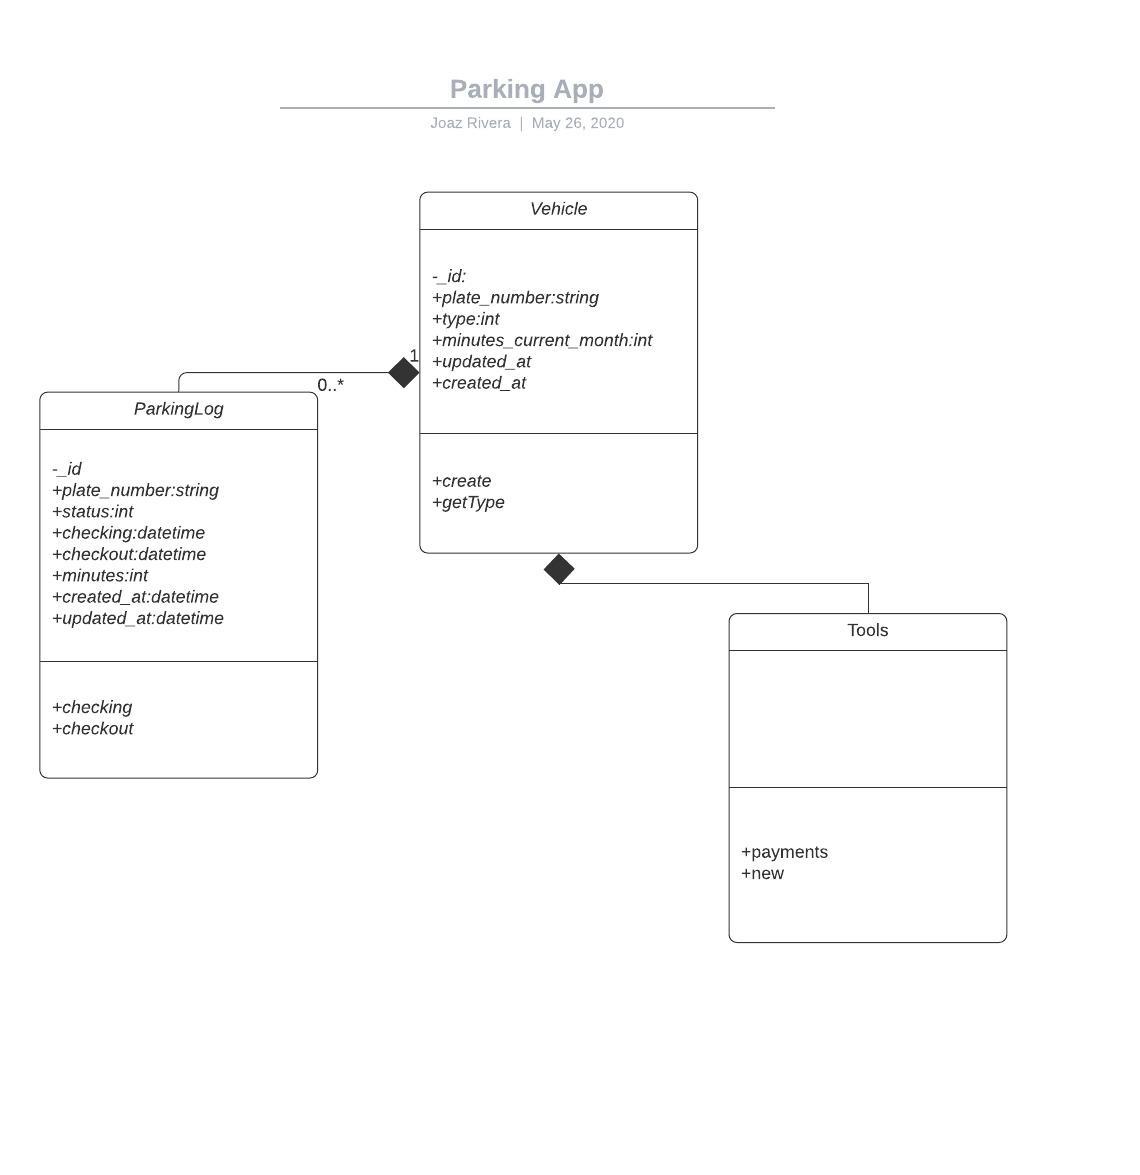 Parking App
Joaz Rivera | May 26, 2020
Vehicle
-_id:
+plate_number:string
+type:int
+minutes_current_month:int
+updated_at
+created_at
+create
+getType
1
0..*
ParkingLog
-_id
+plate_number:string
+status:int
+checking:datetime
+checkout:datetime
+minutes:int
+created_at:datetime
+updated_at:datetime
+checking
+checkout
Tools
+payments
+new